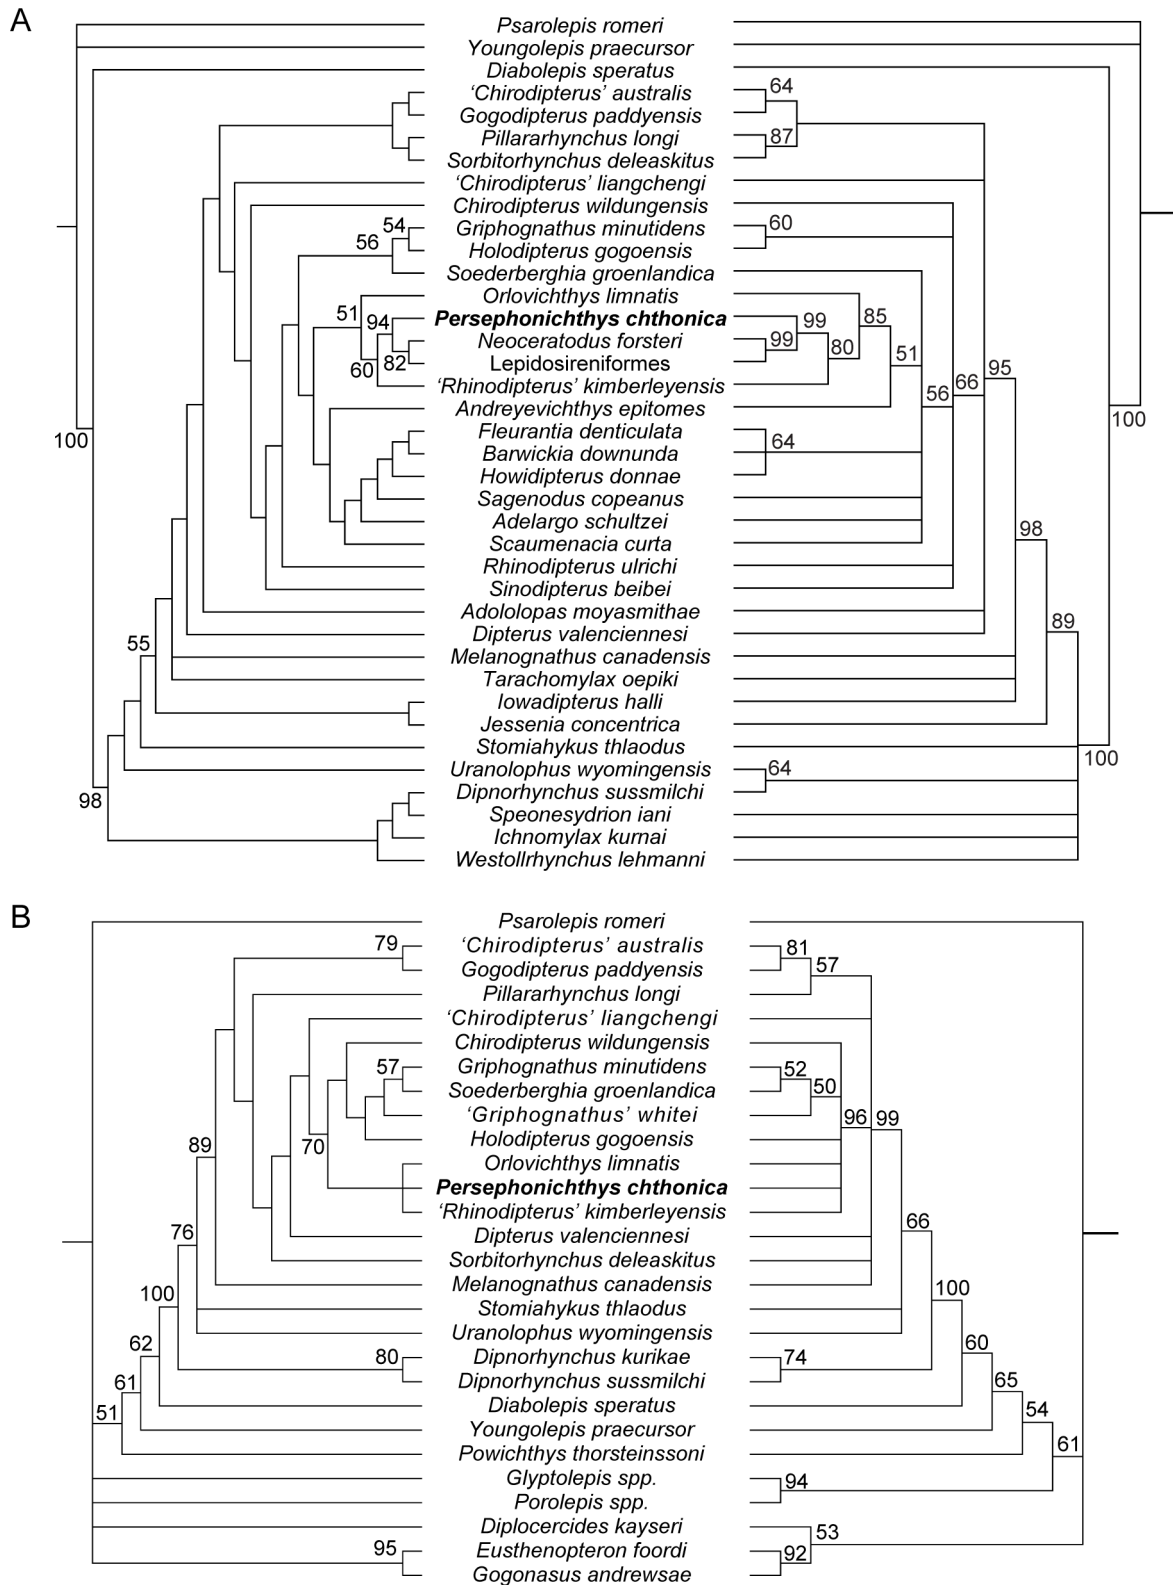 A
Psarolepis romeri
Youngolepis praecursor
Diabolepis speratus
‘Chirodipterus’ australis 64
Gogodipterus paddyensis
Pillararhynchus longi 87
Sorbitorhynchus deleaskitus
‘Chirodipterus’ liangchengi
Chirodipterus wildungensis
54 Griphognathus minutidens 60
56 Holodipterus gogoensis
Soederberghia groenlandica
Orlovichthys limnatis
51 94 Persephonichthys chthonica 99 85
Neoceratodus forsteri 99 80
60 82 Lepidosireniformes 51 95
‘Rhinodipterus’ kimberleyensis 56 66
Andreyevichthys epitomes 100
100 Fleurantia denticulata 64
Barwickia downunda
Howidipterus donnae
Sagenodus copeanus
Adelargo schultzei
Scaumenacia curta 98
Rhinodipterus ulrichi
Sinodipterus beibei
Adololopas moyasmithae
Dipterus valenciennesi 89
55 Melanognathus canadensis
Tarachomylax oepiki
Iowadipterus halli
Jessenia concentrica
Stomiahykus thlaodus 100
Uranolophus wyomingensis 64
98 Dipnorhynchus sussmilchi
Speonesydrion iani
Ichnomylax kurnai
Westollrhynchus lehmanni
B
Psarolepis romeri
79 ‘Chirodipterus’ australis 81
Gogodipterus paddyensis 57
Pillararhynchus longi
‘Chirodipterus’ liangchengi
Chirodipterus wildungensis
57 Griphognathus minutidens 52
Soederberghia groenlandica 50
‘Griphognathus’ whitei 96 99
70 Holodipterus gogoensis
89 Orlovichthys limnatis
Persephonichthys chthonica
‘Rhinodipterus’ kimberleyensis 66
76 Dipterus valenciennesi
Sorbitorhynchus deleaskitus
100 Melanognathus canadensis 100
Stomiahykus thlaodus
62 Uranolophus wyomingensis 60
80 Dipnorhynchus kurikae 74
61 Dipnorhynchus sussmilchi 65
51 Diabolepis speratus 54
Youngolepis praecursor 61
Powichthys thorsteinssoni
Glyptolepis spp. 94
Porolepis spp.
Diplocercides kayseri 53
95 Eusthenopteron foordi 92
Gogonasus andrewsae